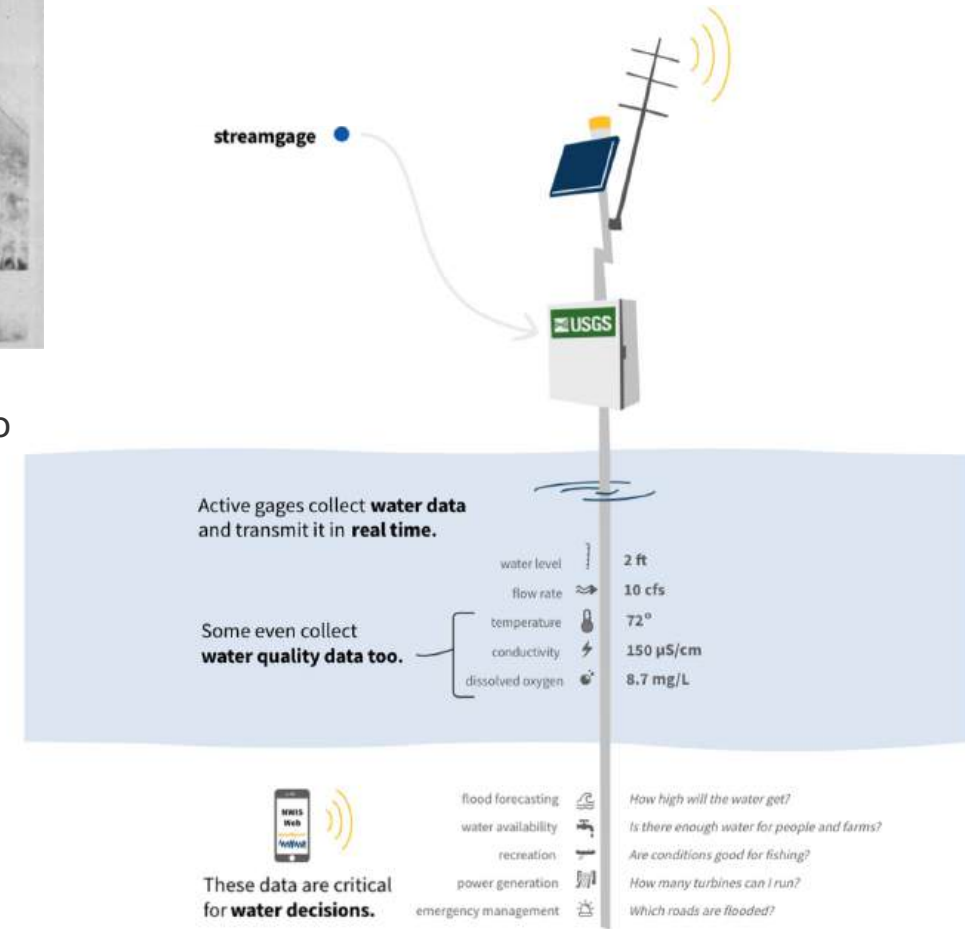 streamgage
USGS
Active gages collect water data
and transmit it in real time.
water level 2 ft
flow rate 10 cfs
temperature 72°
conductivity 150 µS/cm
dissolved oxygen 8.7 mg/L
Some even collect
water quality data too.
NWIS
Web
These data are critical
for water decisions.
flood forecasting How high will the water get?
water availability Is there enough water for people and farms?
recreation Are conditions good for fishing?
power generation How many turbines can I run?
emergency management Which roads are flooded?